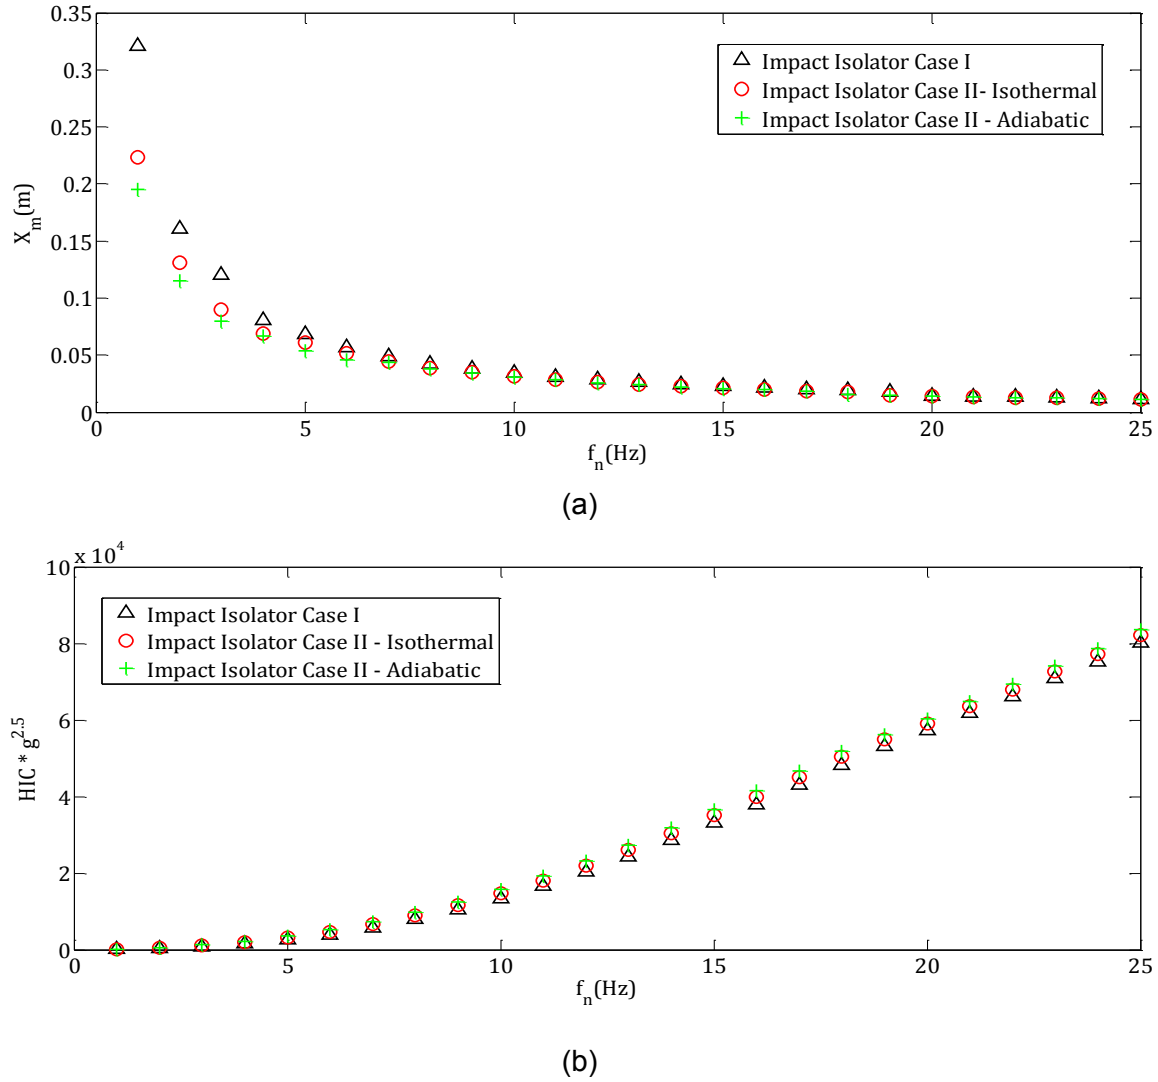 0.35
0.3
0.25
0.2
0.15
0.1
0.05
0
X_m(m)
Impact Isolator Case I
Impact Isolator Case II- Isothermal
Impact Isolator Case II - Adiabatic
0 5 10 15 20 25
f_n(Hz)
(a)
x 10^4
10
8
6
4
2
0
HIC * g^2.5
Impact Isolator Case I
Impact Isolator Case II - Isothermal
Impact Isolator Case II - Adiabatic
0 5 10 15 20 25
f_n(Hz)
(b)